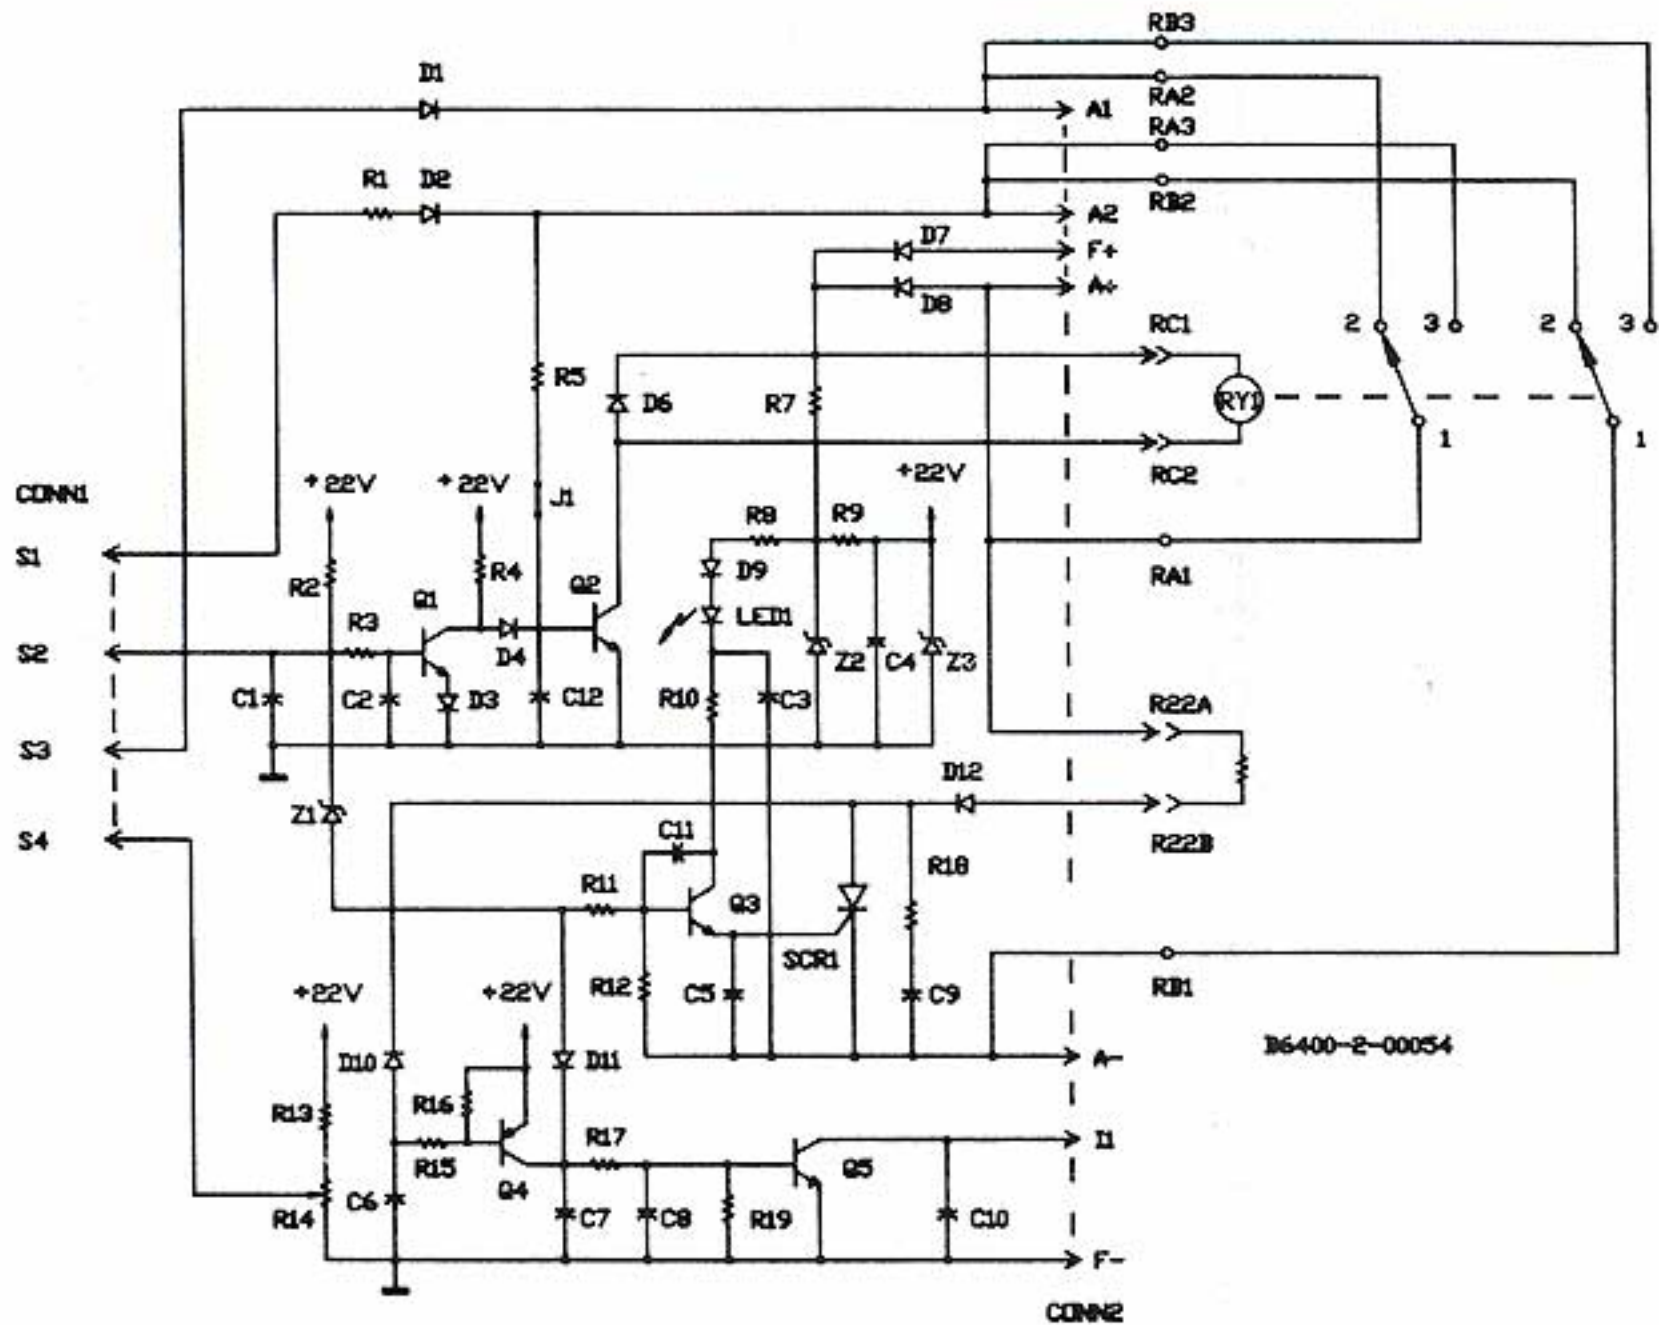 RB3
D1
RA2
A1
RA3
R1 D2
RB2
A2
D7
F+
D8
A+
RC1
2 3 2 3
R5
D6
R7
RY1
1 1
RC2
CONN1
+22V +22V +22V
J1
R8 R9
S1
R2
R4
Q2
D9
RA1
Q1
LED1
R3
S2
D4
Z2 C4 Z3
C1 C2 D3 C12 R10 C3
R22A
S3
D12
Z1
C11
S4
R22B
R18
R11
Q3
SCR1
R12 C5 C9
RB1
+22V +22V
D10 D11
A-
B6400-2-00054
R16
R13
R17
I1
R15
Q5
Q4
C6
R14
C7 C8 R19 C10
F-
CONN2